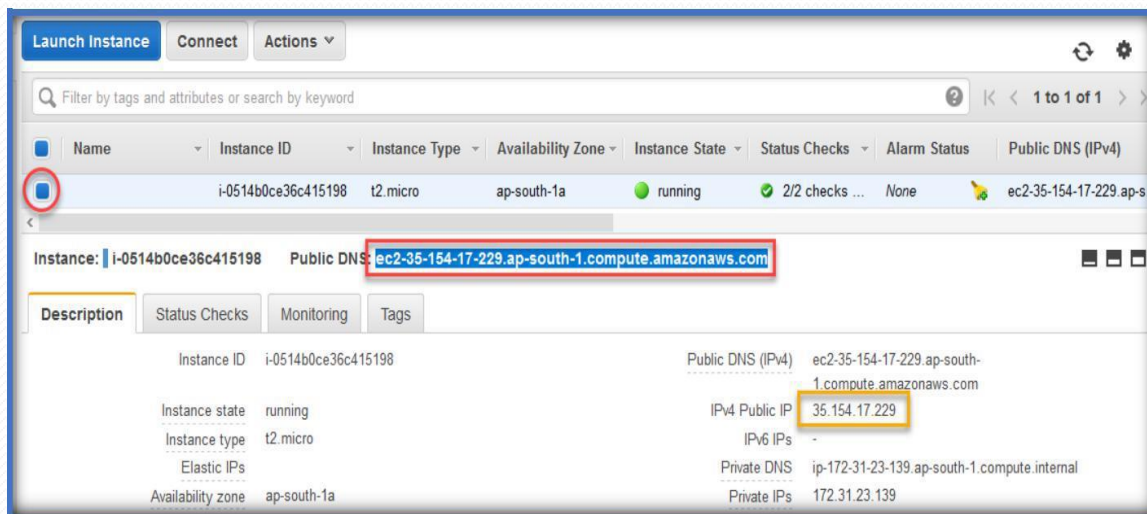 Launch Instance Connect Actions
Filter by tags and attributes or search by keyword 1 to 1 of 1
Name Instance ID Instance Type Availability Zone Instance State Status Checks Alarm Status Public DNS (IPv4)
i-0514b0ce36c415198 t2.micro ap-south-1a running 2/2 checks ... None ec2-35-154-17-229.ap-s
Instance: i-0514b0ce36c415198 Public DNS: ec2-35-154-17-229.ap-south-1.compute.amazonaws.com
Description Status Checks Monitoring Tags
Instance ID i-0514b0ce36c415198 Public DNS (IPv4) ec2-35-154-17-229.ap-south-
1.compute.amazonaws.com
Instance state running IPv4 Public IP 35.154.17.229
Instance type t2.micro IPv6 IPs -
Elastic IPs Private DNS ip-172-31-23-139.ap-south-1.compute.internal
Availability zone ap-south-1a Private IPs 172.31.23.139